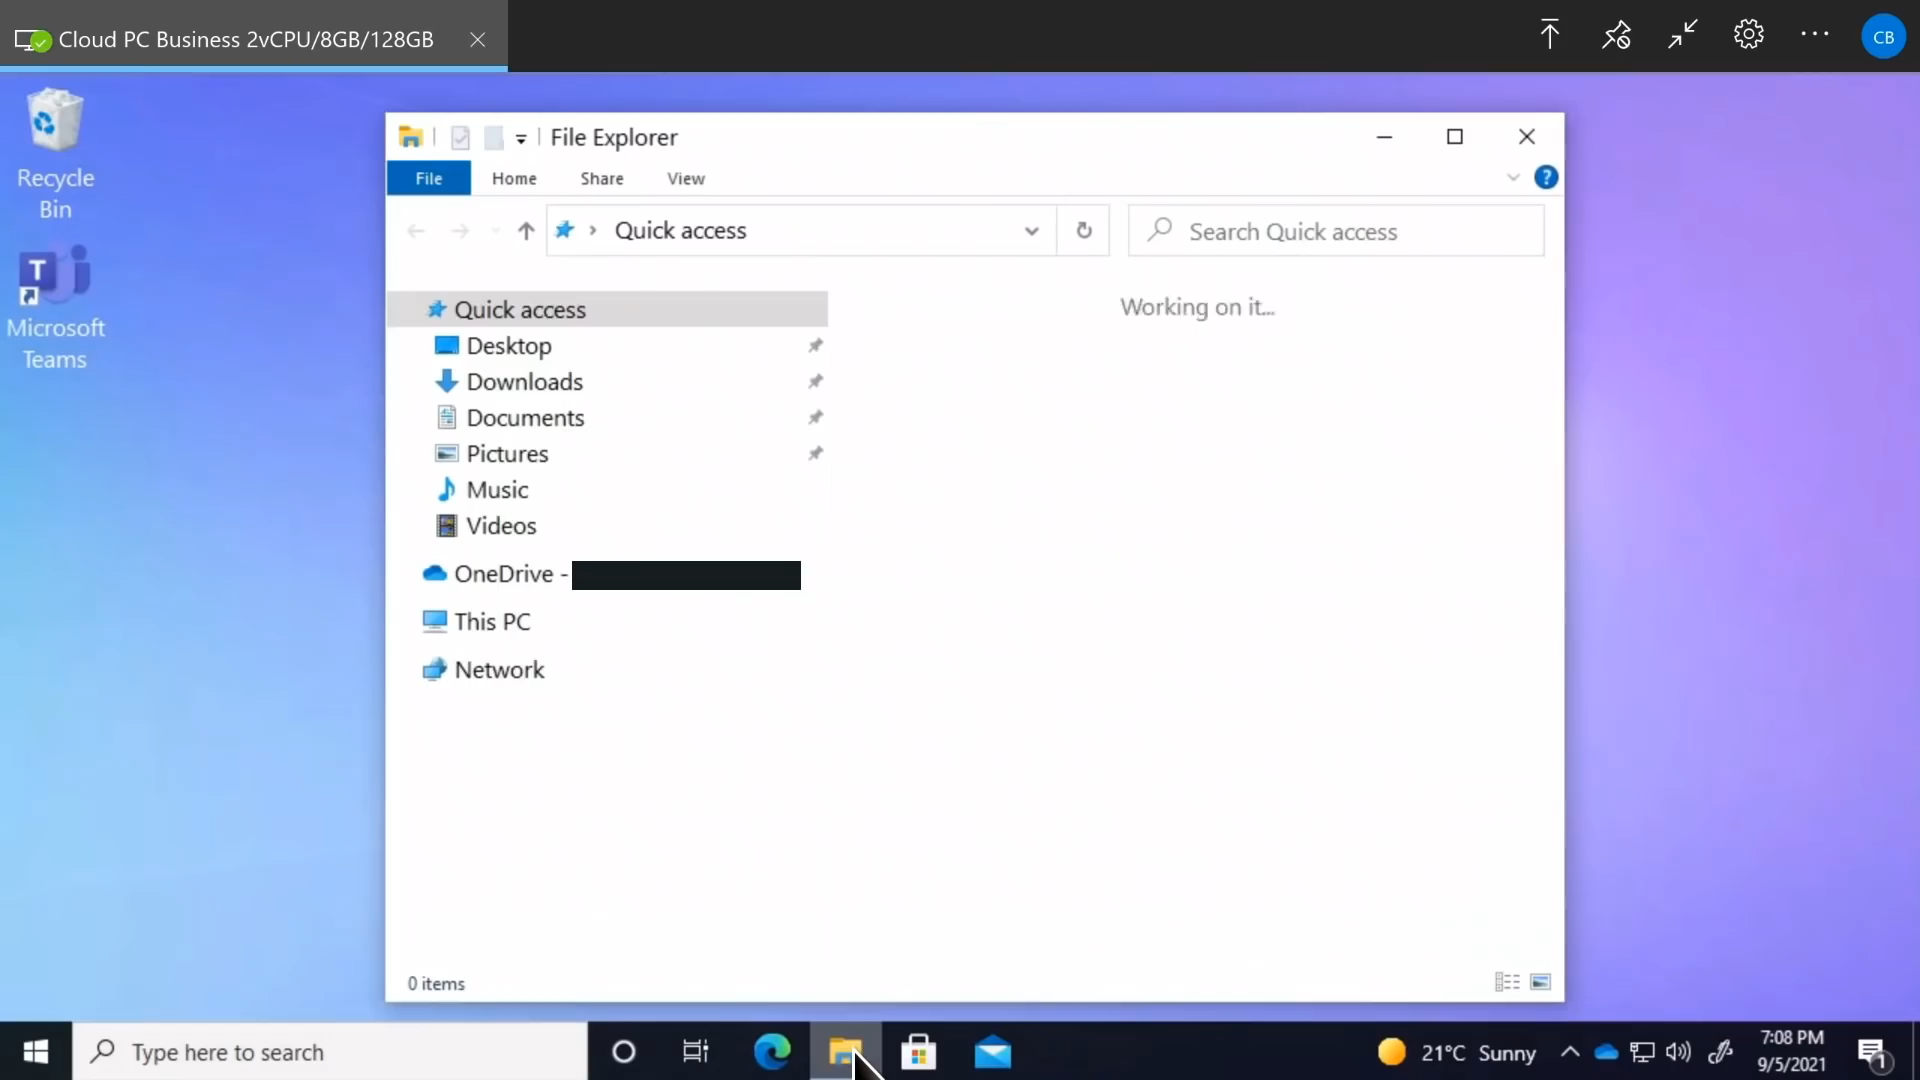 Cloud PC Business 2vCPU/8GB/128GB
CB
Recycle
Bin
T
Microsoft
Teams
File Explorer
File
Home
Share
View
?
Quick access
Search Quick access
Quick access
Working on it...
Desktop
Downloads
Documents
Pictures
Music
Videos
OneDrive -
This PC
Network
0 items
Type here to search
21°C Sunny
7:08 PM
9/5/2021
1